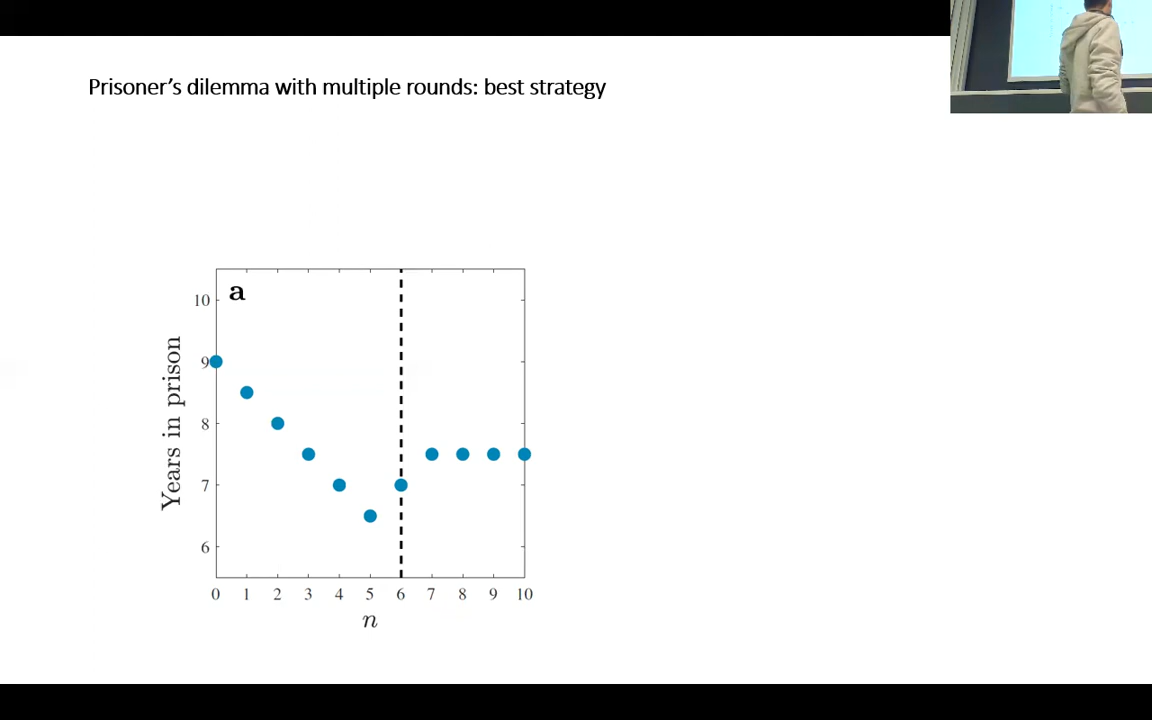 Prisoner's dilemma with multiple rounds: best strategy
a
10
9
8
7
6
Years in prison
0 1 2 3 4 5 6 7 8 9 10
n